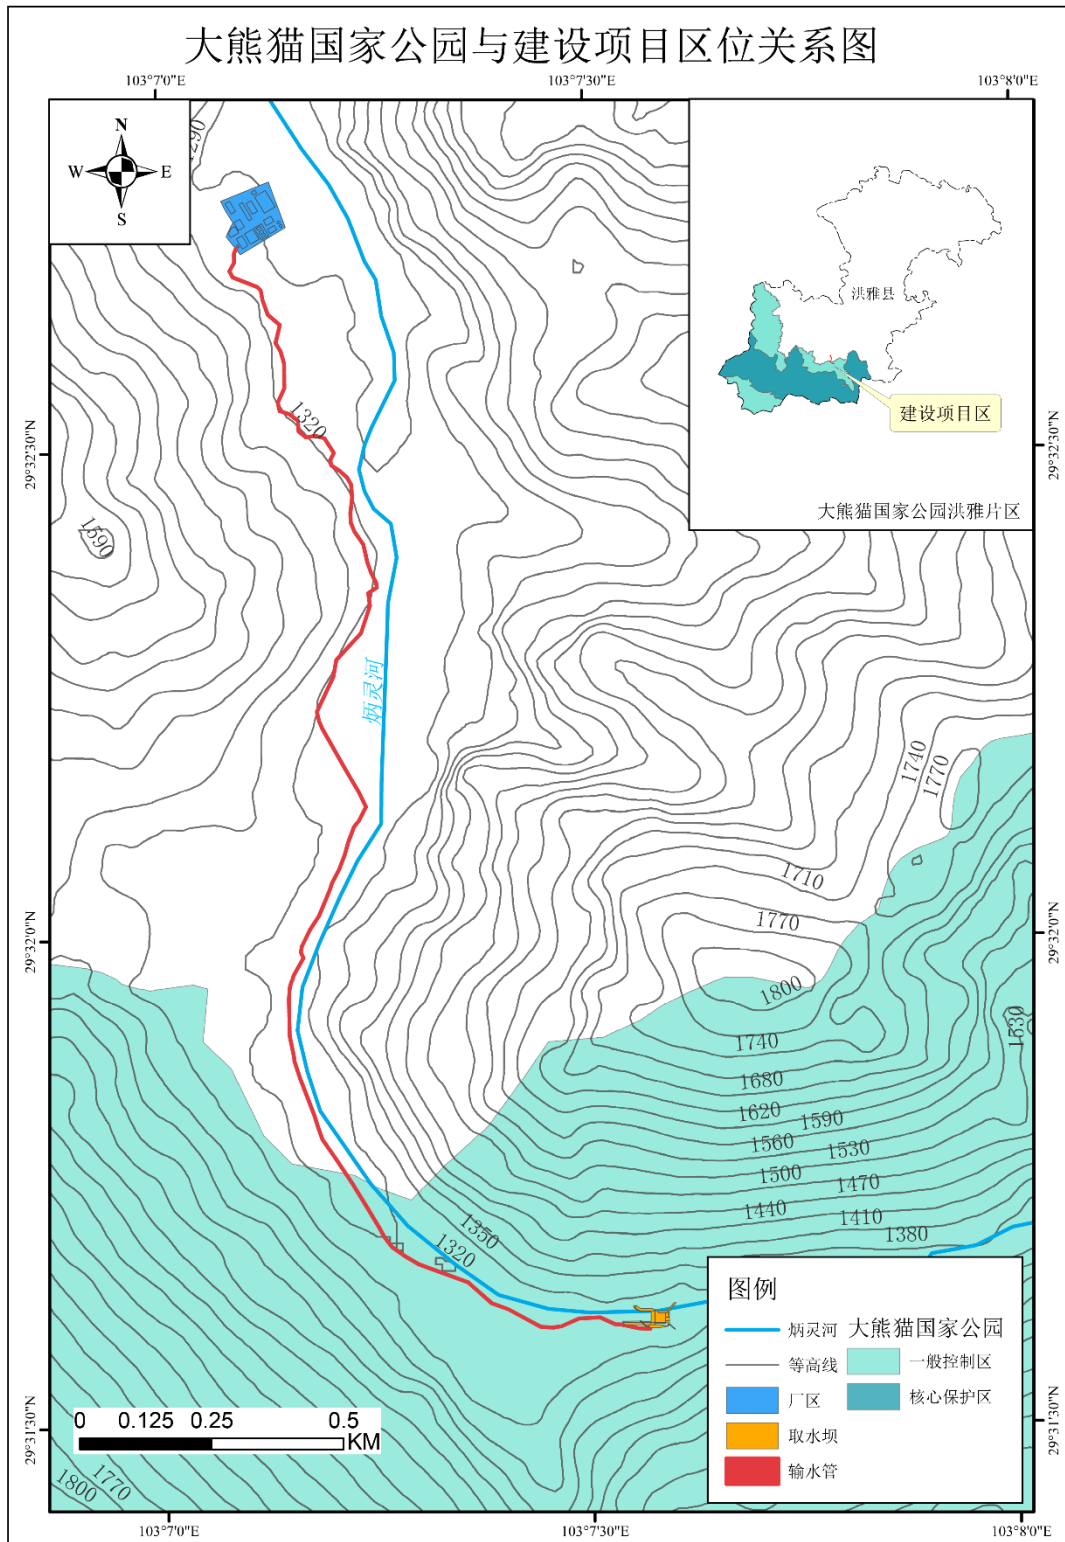 大熊猫国家公园与建设项目区位关系图
103°7'0"E
103°7'30"E
103°8'0"E
N
W
E
S
1290
洪雅县
建设项目区
大熊猫国家公园洪雅片区
29°32'30"N
29°32'30"N
1320
1590
炳灵河
1740
1770
1710
1770
29°32'0"N
29°32'0"N
1800
1530
1740
1680
1620
1590
1560
1530
1500
1470
1440
1410
1350
1380
1320
图例
炳灵河
大熊猫国家公园
等高线
一般控制区
厂区
核心保护区
取水坝
输水管
0 0.125 0.25 0.5
KM
29°31'30"N
29°31'30"N
1770
1800
103°7'0"E
103°7'30"E
103°8'0"E